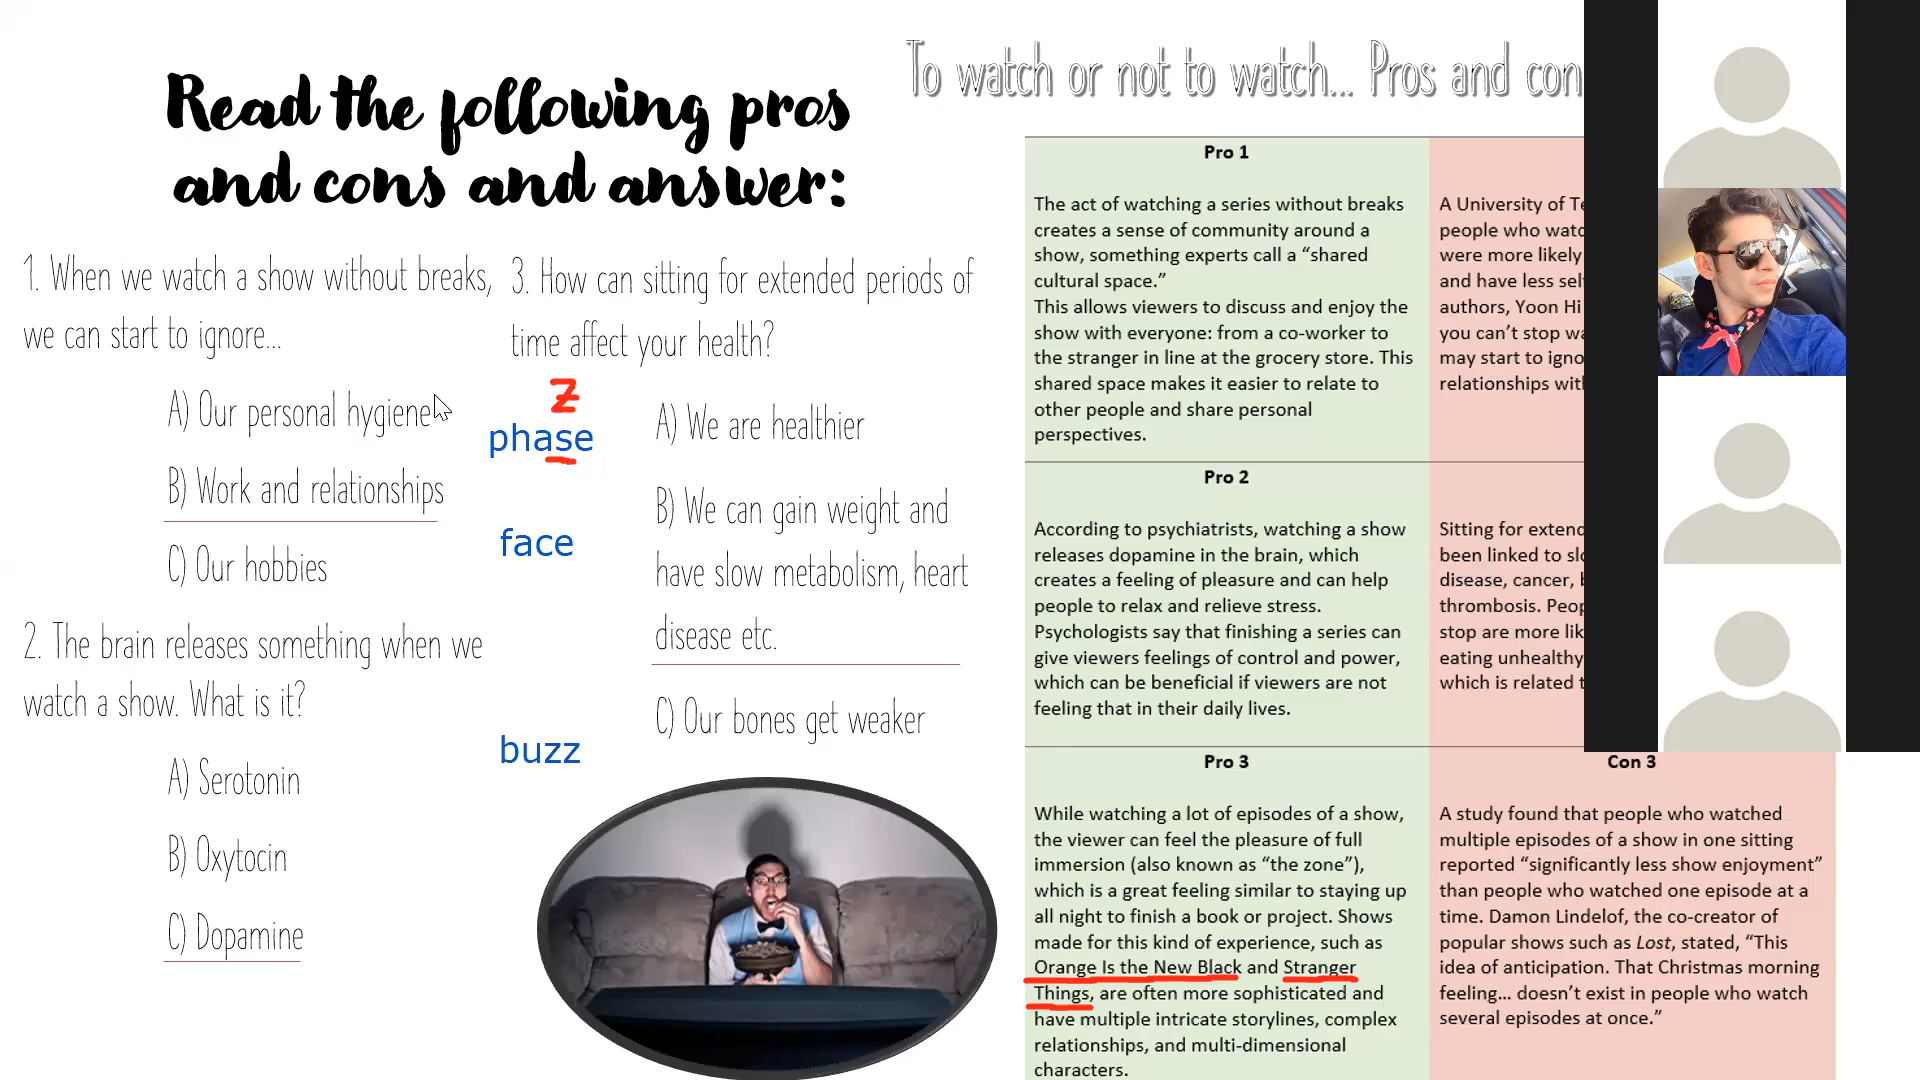 Read the following pros
and cons and answer:
1. When we watch a show without breaks,
we can start to ignore...
A) Our personal hygiene
B) Work and relationships
C) Our hobbies
2. The brain releases something when we
watch a show. What is it?
A) Serotonin
B) Oxytocin
C) Dopamine
3. How can sitting for extended periods of
time affect your health?
A) We are healthier
B) We can gain weight and
have slow metabolism, heart
disease etc.
C) Our bones get weaker
Z
phase
face
buzz
To watch or not to watch... Pros and con
Pro 1
The act of watching a series without breaks
creates a sense of community around a
show, something experts call a “shared
cultural space.”
This allows viewers to discuss and enjoy the
show with everyone: from a co-worker to
the stranger in line at the grocery store. This
shared space makes it easier to relate to
other people and share personal
perspectives.
A University of
people who
were more likely
and have less
authors, Yoon Hi
you can’t stop
may start to
relationships
Pro 2
According to psychiatrists, watching a show
releases dopamine in the brain, which
creates a feeling of pleasure and can help
people to relax and relieve stress.
Psychologists say that finishing a series can
give viewers feelings of control and power,
which can be beneficial if viewers are not
feeling that in their daily lives.
Sitting for
been linked to
disease, cancer,
thrombosis.
stop are more
eating unhealthy
which is related
Pro 3
While watching a lot of episodes of a show,
the viewer can feel the pleasure of full
immersion (also known as “the zone”),
which is a great feeling similar to staying up
all night to finish a book or project. Shows
made for this kind of experience, such as
Orange Is the New Black and Stranger
Things, are often more sophisticated and
have multiple intricate storylines, complex
relationships, and multi-dimensional
characters.
Con 3
A study found that people who watched
multiple episodes of a show in one sitting
reported “significantly less show enjoyment”
than people who watched one episode at a
time. Damon Lindelof, the co-creator of
popular shows such as Lost, stated, “This
idea of anticipation. That Christmas morning
feeling... doesn’t exist in people who watch
several episodes at once.”